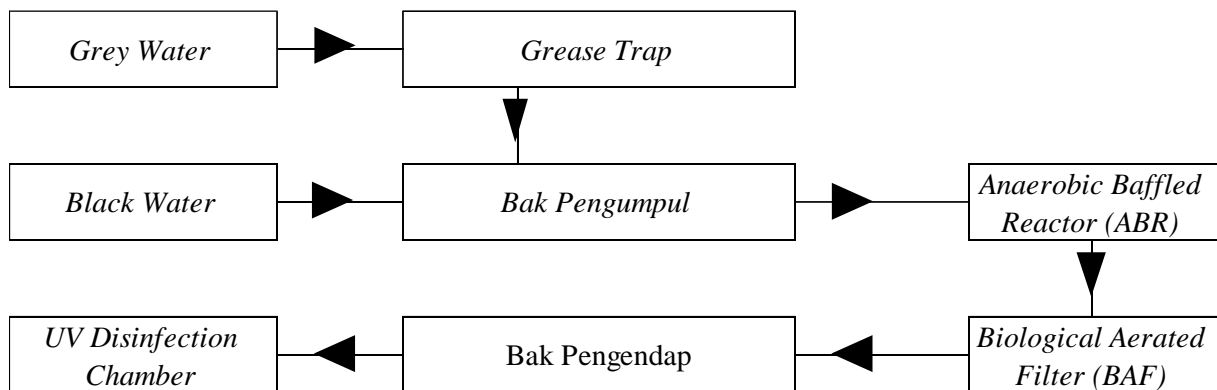 Grey Water
Grease Trap
Black Water
Bak Pengumpul
Anaerobic Baffled
Reactor (ABR)
UV Disinfection
Chamber
Bak Pengendap
Biological Aerated
Filter (BAF)